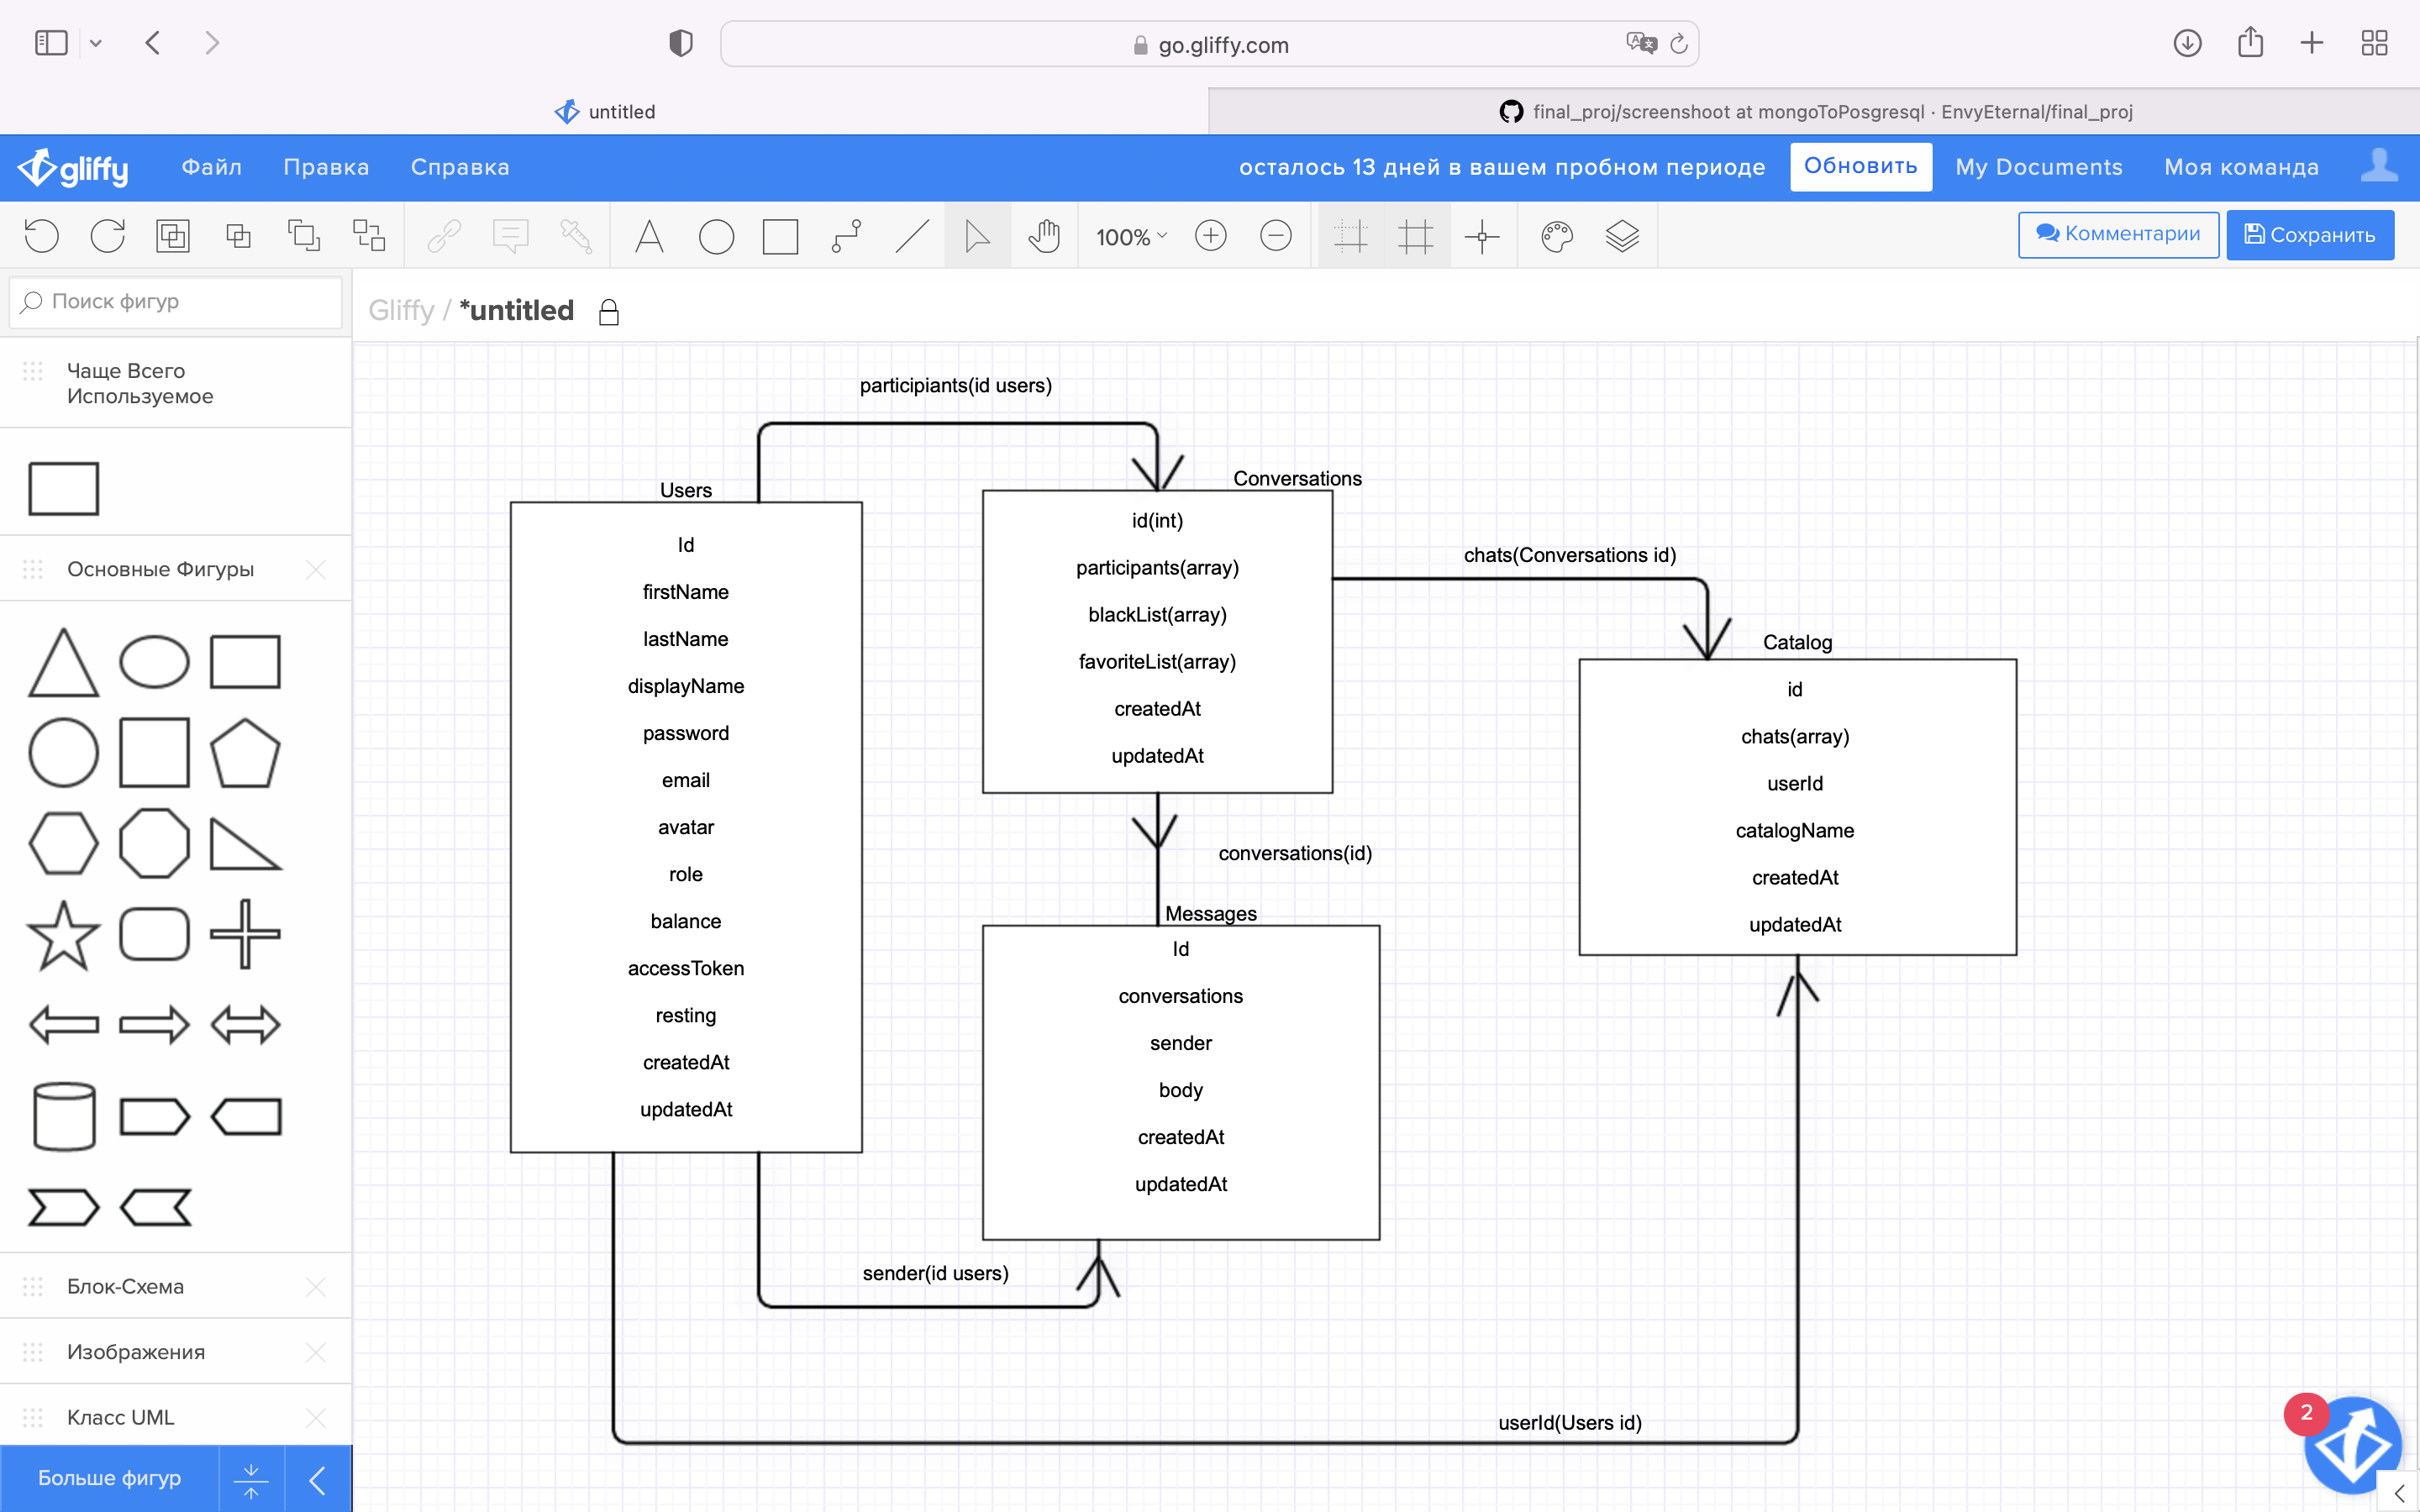 go.gliffy.com
untitled
final_proj/screenshoot at mongoToPosgresql · EnvyEternal/final_proj
gliffy
Файл
Правка
Справка
осталось 13 дней в вашем пробном периоде
Обновить
My Documents
Моя команда
100%
Комментарии
Сохранить
Поиск фигур
Gliffy / *untitled
Чаще Всего
Используемое
Основные Фигуры
Блок-Схема
Изображения
Класс UML
Больше фигур
participiants(id users)
Users
Id
firstName
lastName
displayName
password
email
avatar
role
balance
accessToken
resting
createdAt
updatedAt
Conversations
id(int)
participants(array)
blackList(array)
favoriteList(array)
createdAt
updatedAt
chats(Conversations id)
Catalog
id
chats(array)
userId
catalogName
createdAt
updatedAt
conversations(id)
Messages
Id
conversations
sender
body
createdAt
updatedAt
sender(id users)
userId(Users id)
2